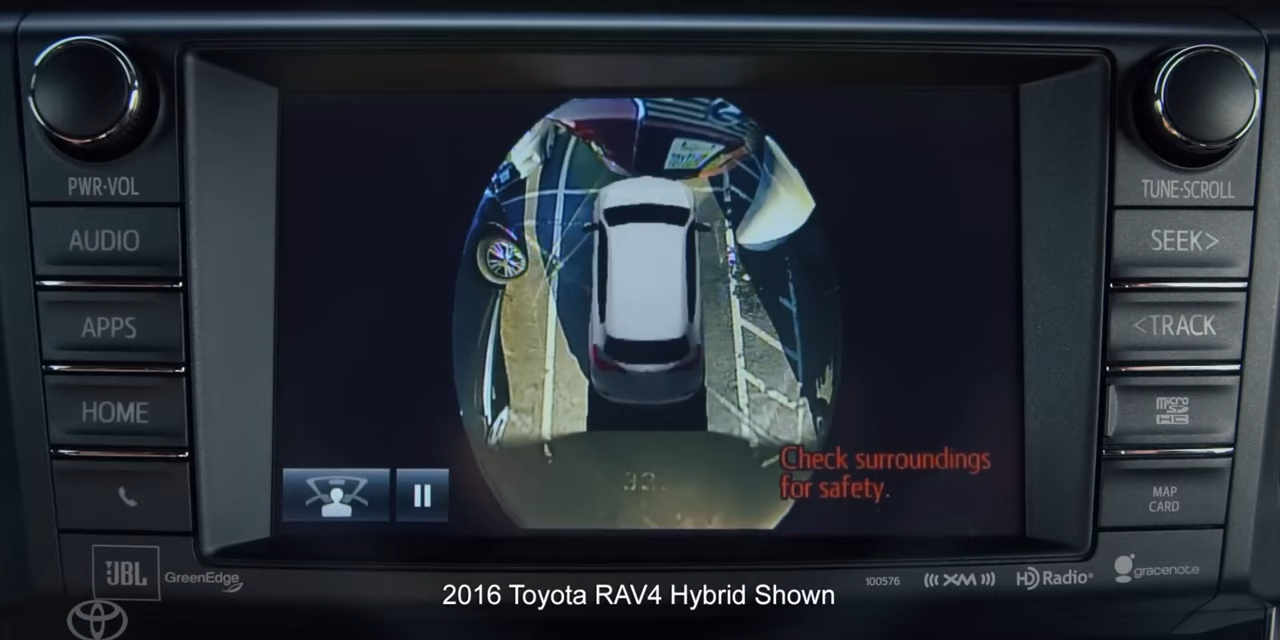 PWR·VOL
AUDIO
APPS
HOME
JBL
GreenEdge
Check surroundings
for safety.
TUNE·SCROLL
SEEK>
<TRACK
micro
SD
HC
MAP
CARD
100576
((( XM )))
HD Radio®
gracenote
2016 Toyota RAV4 Hybrid Shown